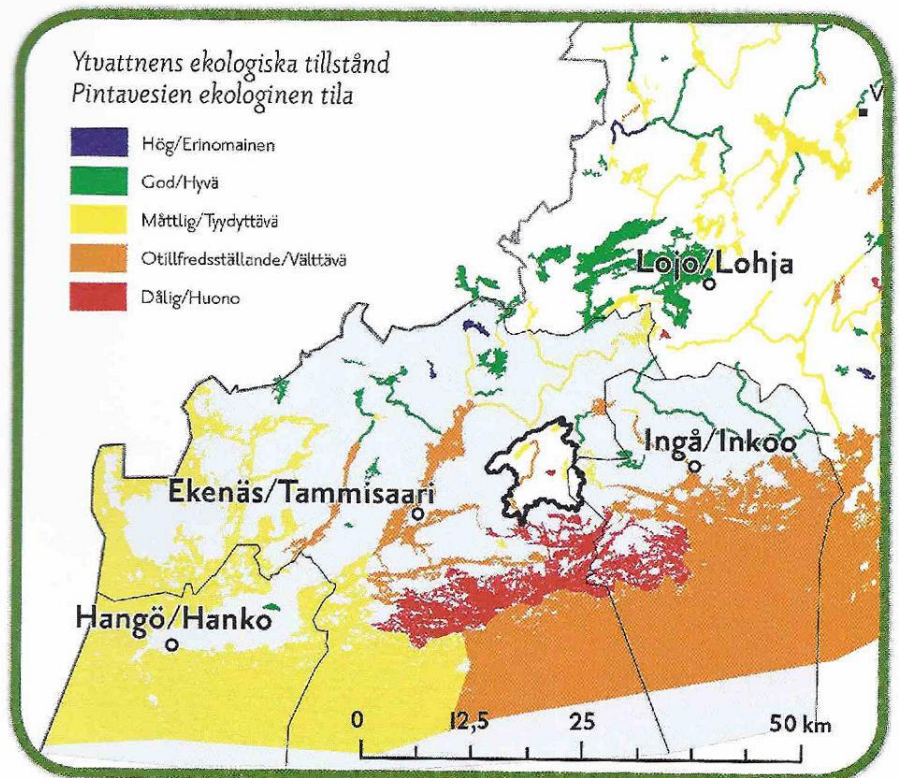 Ytvattnens ekologiska tillstånd
Pintavesien ekologinen tila
Hög/Erinomainen
God/Hyvä
Måttlig/Tyydyttävä
Otillfredsställande/Välttävä
Dålig/Huono
V
Lojo/Lohja
Ingå/Inkoo
Ekenäs/Tammisaari
Hangö/Hanko
0 12,5 25 50 km